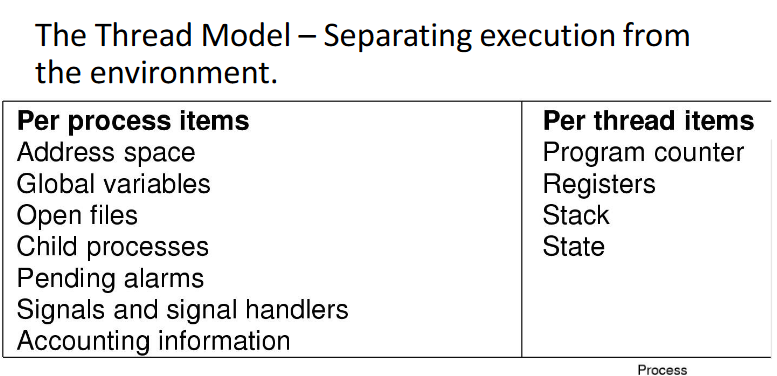 The Thread Model – Separating execution from
the environment.
Per process items
Address space
Global variables
Open files
Child processes
Pending alarms
Signals and signal handlers
Accounting information
Per thread items
Program counter
Registers
Stack
State
Process